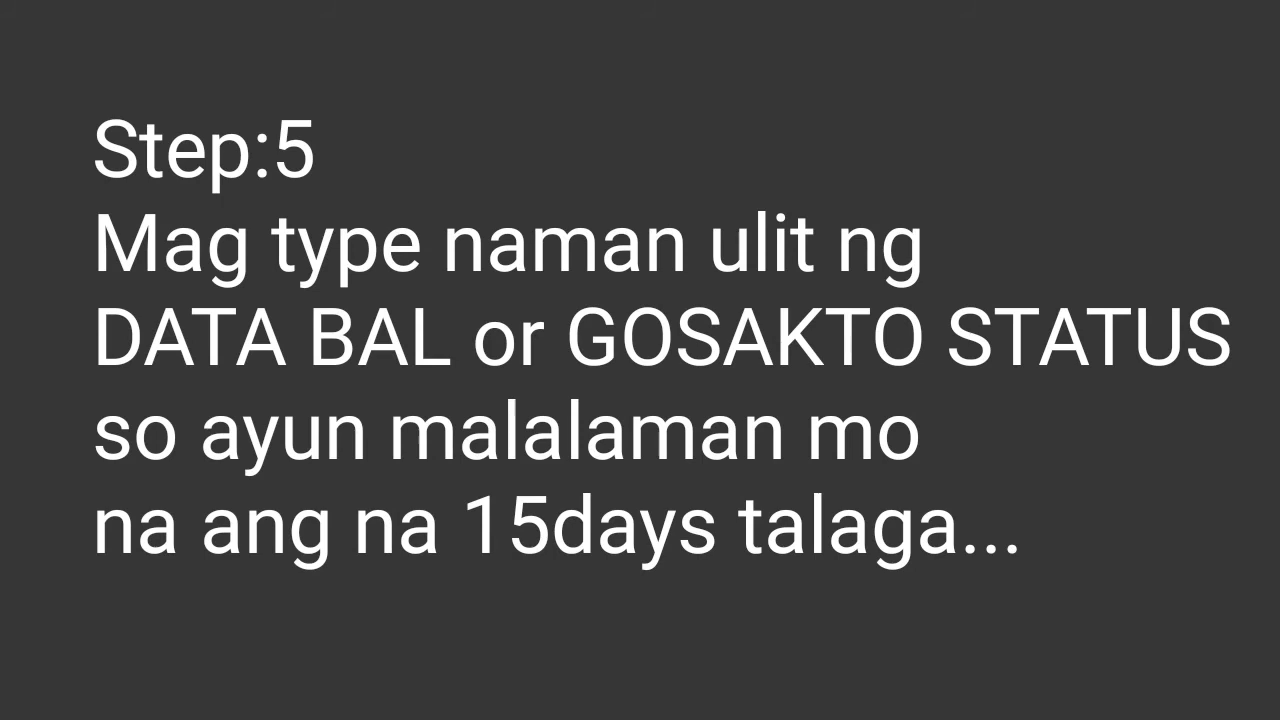 Step:5
Mag type naman ulit ng
DATA BAL or GOSAKTO STATUS
so ayun malalaman mo
na ang na 15days talaga...